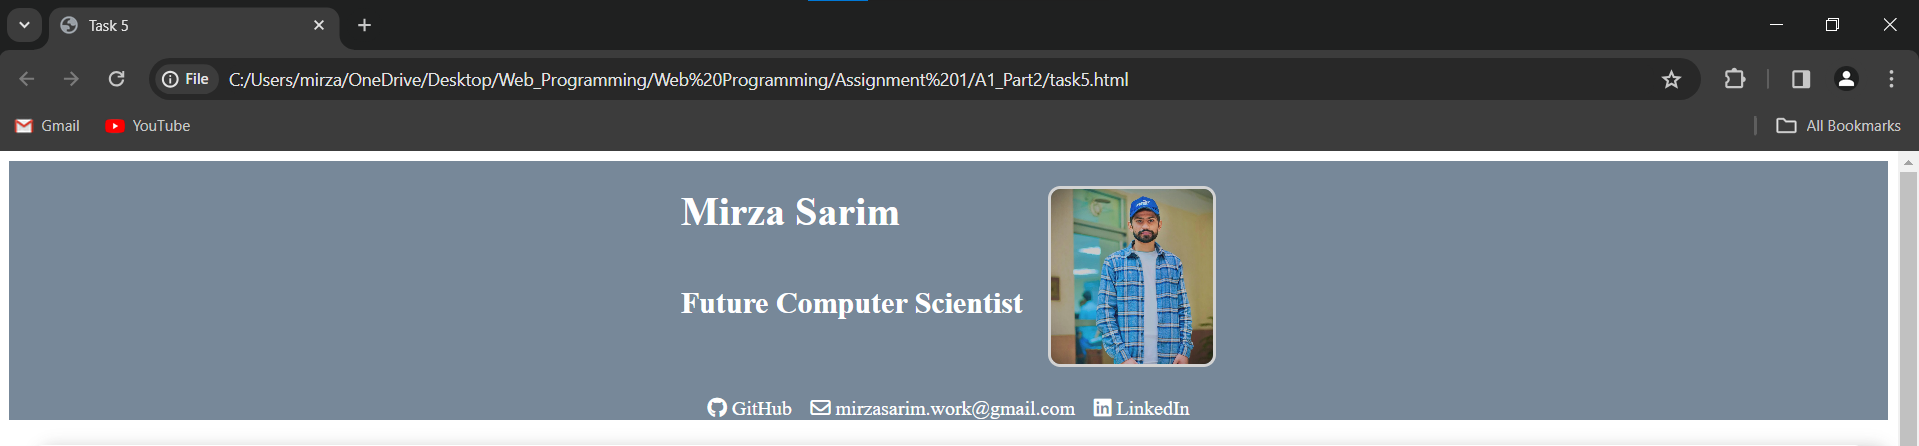 Task 5
File C:/Users/mirza/OneDrive/Desktop/Web_Programming/Web%20Programming/Assignment%201/A1_Part2/task5.html
Gmail YouTube All Bookmarks
Mirza Sarim
Future Computer Scientist
GitHub mirzasarim.work@gmail.com LinkedIn